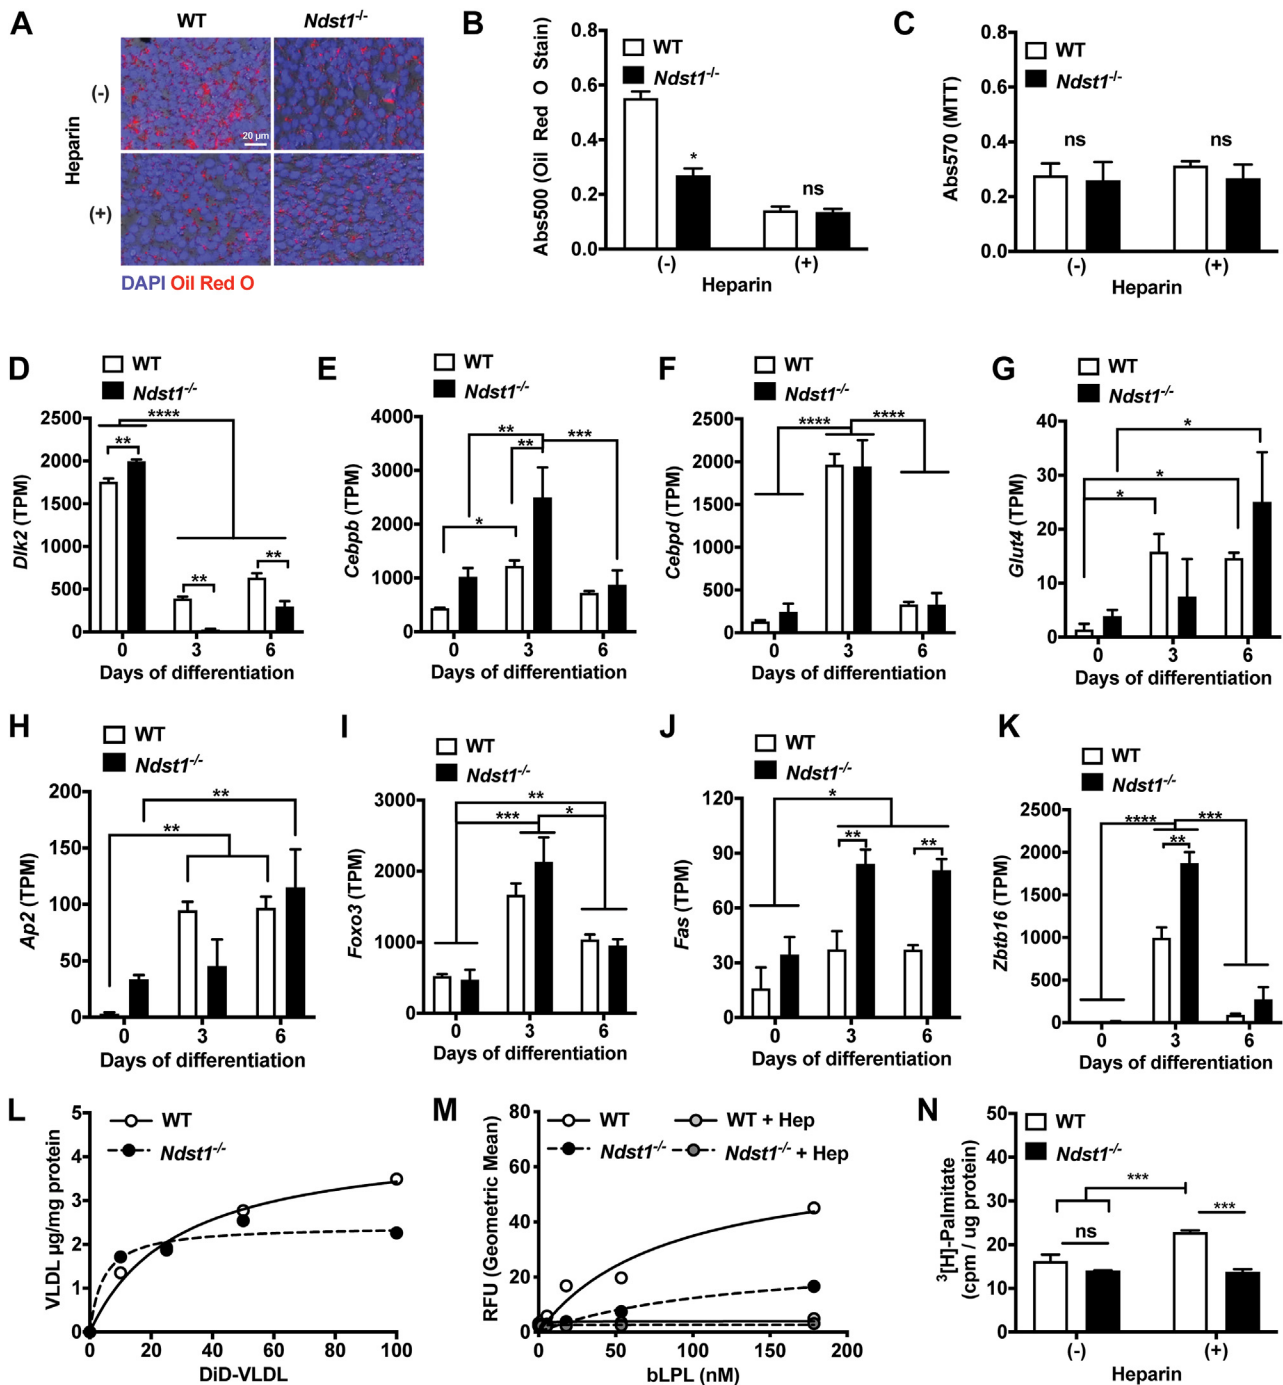 A
WT
Ndst1-/-
Heparin
(-)
(+)
20 µm
DAPI Oil Red O
B
Abs500 (Oil Red O Stain)
0.8
0.6
0.4
0.2
0.0
WT
Ndst1-/-
*
ns
(-)
(+)
Heparin
C
Abs570 (MTT)
0.8
0.6
0.4
0.2
0.0
WT
Ndst1-/-
ns
ns
(-)
(+)
Heparin
D
WT
Ndst1-/-
Dlk2 (TPM)
2500
2000
1500
1000
500
0
****
**
**
**
0
3
6
Days of differentiation
E
WT
Ndst1-/-
Cebpb (TPM)
4000
3000
2000
1000
0
**
**
***
*
0
3
6
Days of differentiation
F
WT
Ndst1-/-
Cebpd (TPM)
2500
2000
1500
1000
500
0
****
****
0
3
6
Days of differentiation
G
WT
Ndst1-/-
Glut4 (TPM)
40
30
20
10
0
*
*
*
0
3
6
Days of differentiation
H
WT
Ndst1-/-
Ap2 (TPM)
200
150
100
50
0
**
**
0
3
6
Days of differentiation
I
WT
Ndst1-/-
Foxo3 (TPM)
3000
2000
1000
0
**
***
*
0
3
6
Days of differentiation
J
WT
Ndst1-/-
Fas (TPM)
120
90
60
30
0
*
**
**
0
3
6
Days of differentiation
K
WT
Ndst1-/-
Zbtb16 (TPM)
2500
2000
1500
1000
500
0
****
***
**
0
3
6
Days of differentiation
L
VLDL µg/mg protein
5
4
3
2
1
0
WT
Ndst1-/-
0
20
40
60
80
100
DiD-VLDL
M
RFU (Geometric Mean)
80
60
40
20
0
WT
WT + Hep
Ndst1-/-
Ndst1-/- + Hep
0
50
100
150
200
bLPL (nM)
N
3[H]-Palmitate
(cpm / ug protein)
50
40
30
20
10
0
WT
Ndst1-/-
***
***
ns
(-)
(+)
Heparin